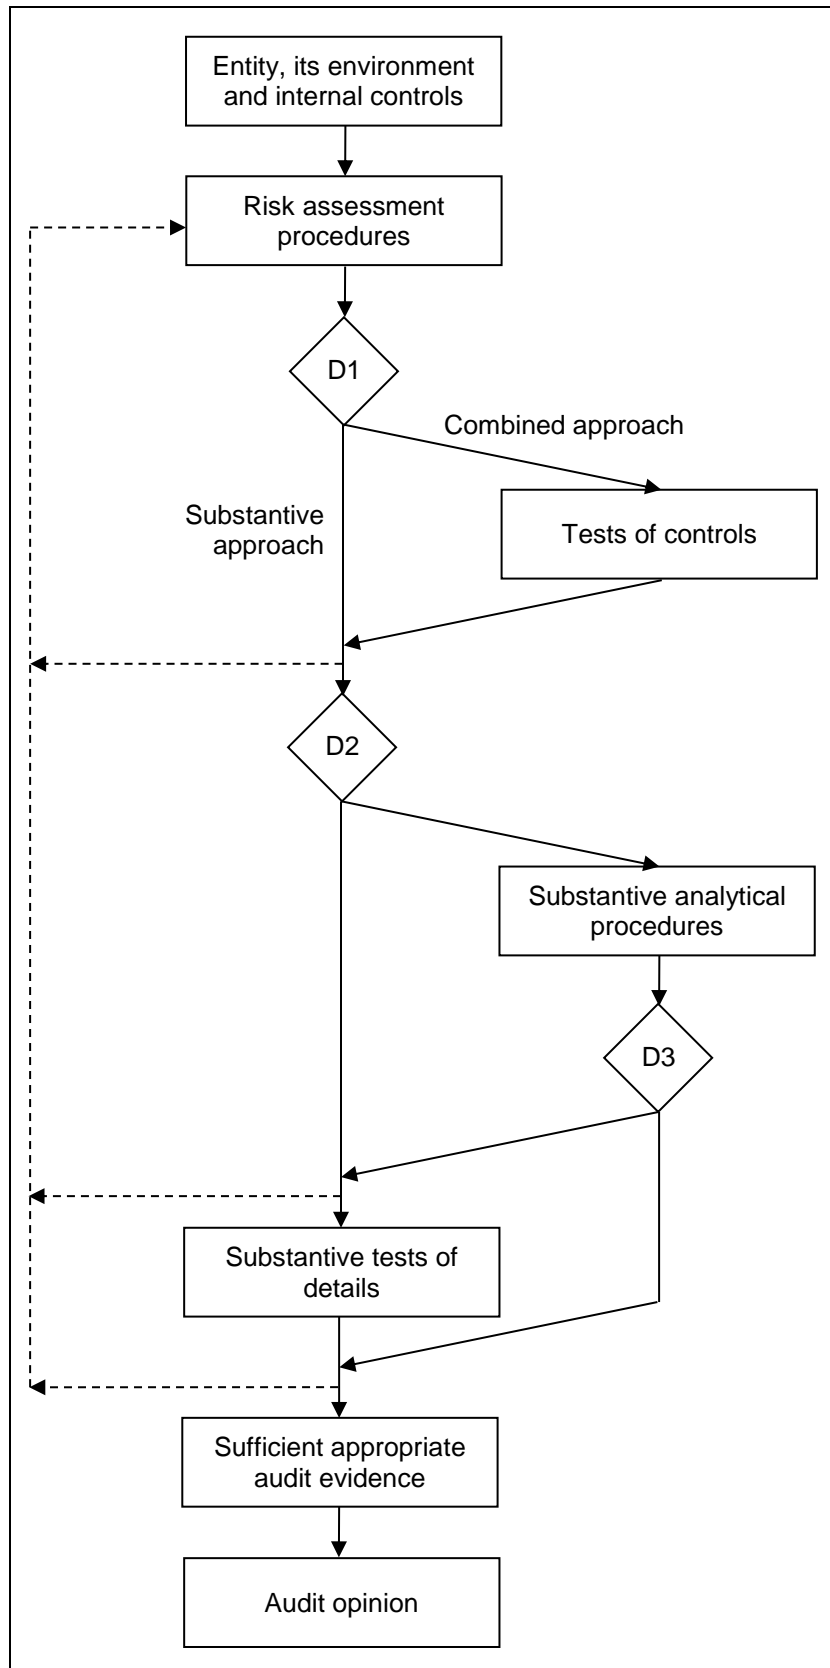 Entity, its environment
and internal controls
Risk assessment
procedures
D1
Combined approach
Substantive
approach
Tests of controls
D2
Substantive analytical
procedures
D3
Substantive tests of
details
Sufficient appropriate
audit evidence
Audit opinion